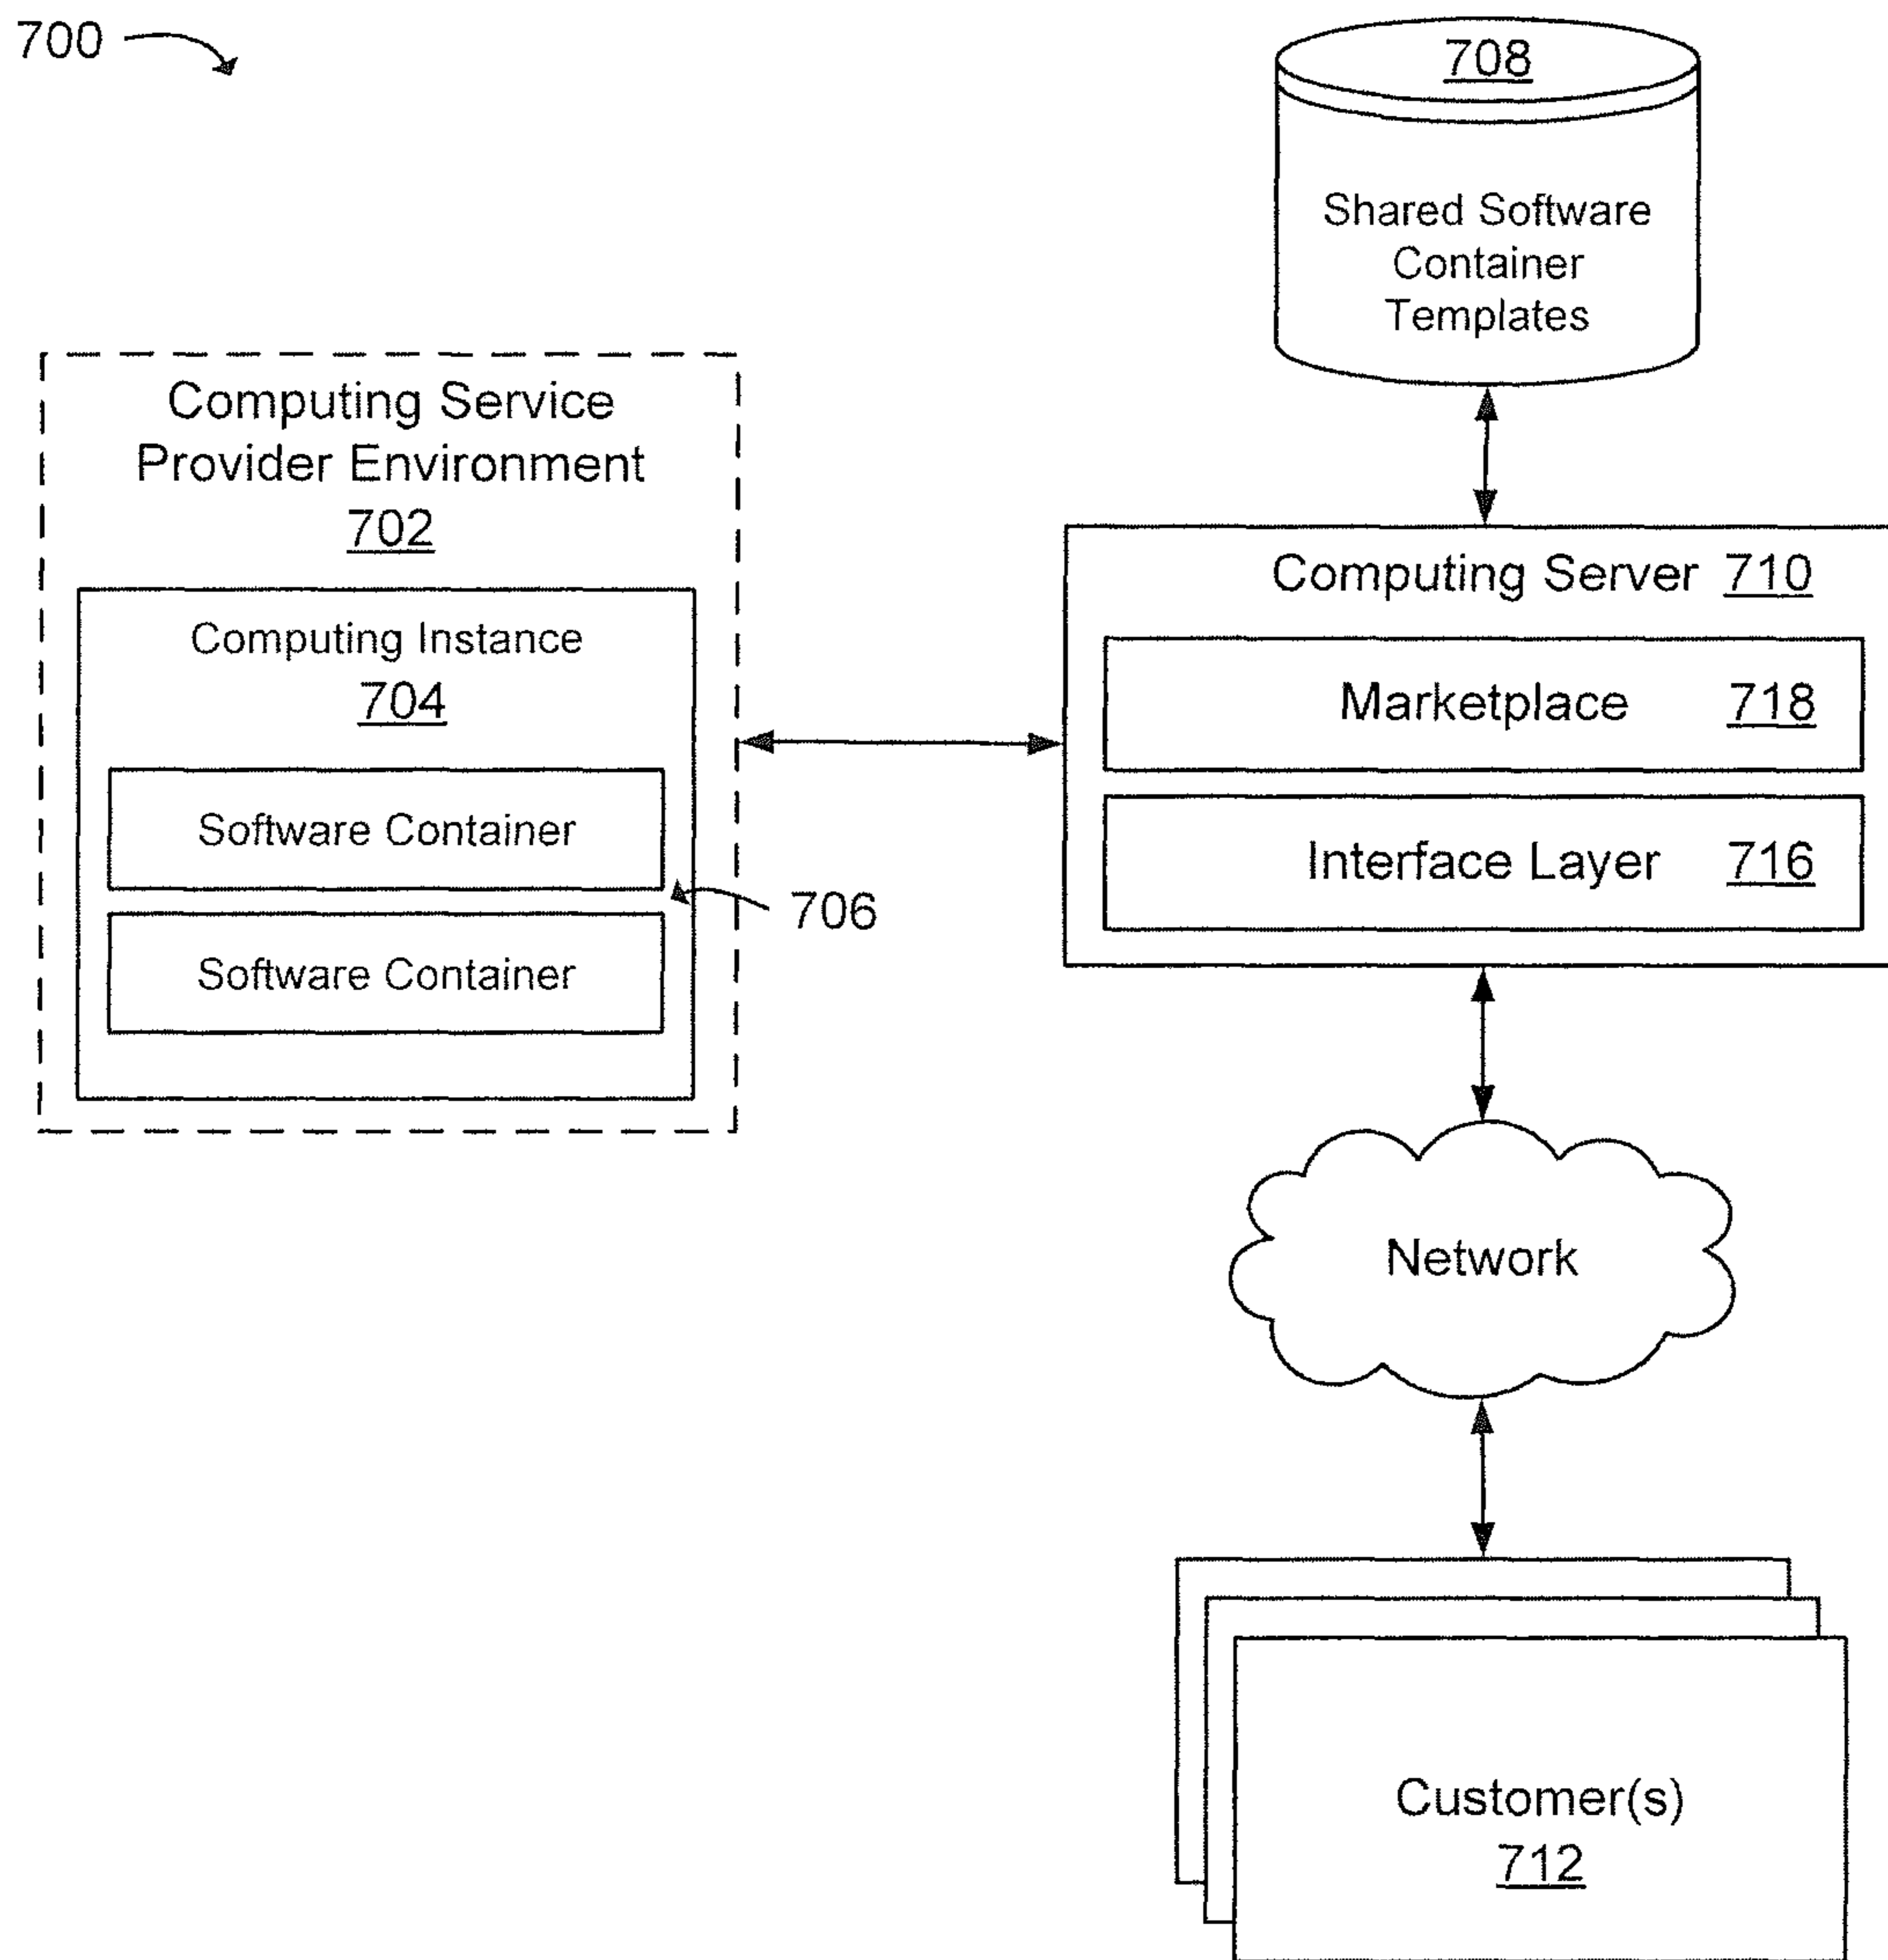 700
708
Shared Software
Container
Templates
Computing Service
Provider Environment
702
Computing Instance
704
Software Container
706
Software Container
Computing Server 710
Marketplace 718
Interface Layer 716
Network
Customer(s)
712